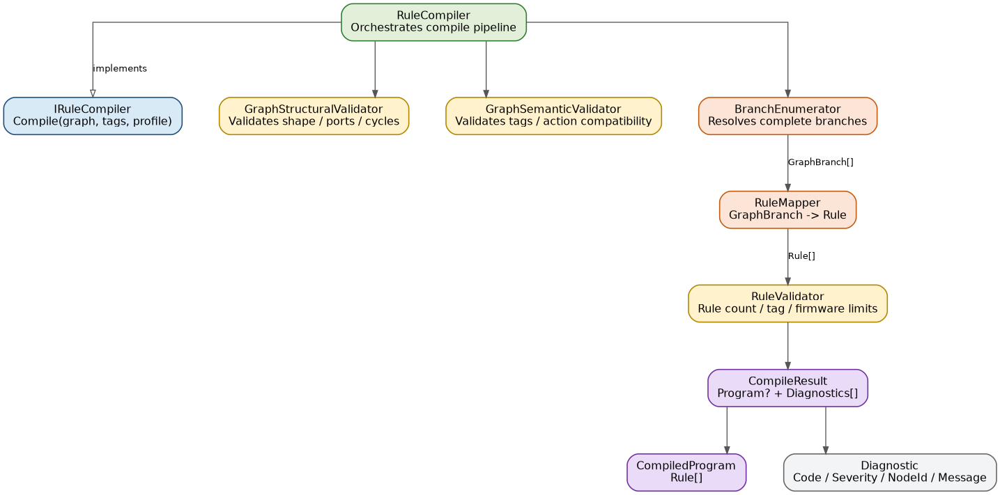 RuleCompiler
Orchestrates compile pipeline
implements
IRuleCompiler
Compile(graph, tags, profile)
GraphStructuralValidator
Validates shape / ports / cycles
GraphSemanticValidator
Validates tags / action compatibility
BranchEnumerator
Resolves complete branches
GraphBranch[]
RuleMapper
GraphBranch -> Rule
Rule[]
RuleValidator
Rule count / tag / firmware limits
CompileResult
Program? + Diagnostics[]
CompiledProgram
Rule[]
Diagnostic
Code / Severity / NodeId / Message